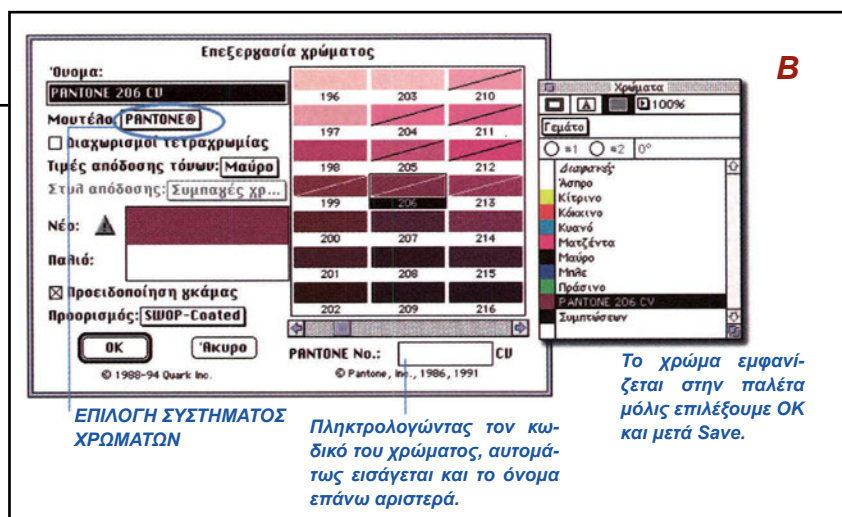 Επεξεργασία χρώματος
Όνομα:
PANTONE 206 CV
Μοντέλο: PANTONE®
Διαχωρισμοί τετραχρωμίας
Τιμές απόδοσης τόνων: Μαύρο
Στυλ απόδοσης: Συμπαγές χρ...
Νέο:
Παλιό:
Προειδοποίηση γκάμας
Προορισμός: SWOP-Coated
OK Άκυρο
© 1988-94 Quark Inc.
196 203 210
197 204 211
198 205 212
199 206 213
200 207 214
201 208 215
202 209 216
PANTONE No.: CV
© Pantone, Inc., 1986, 1991
B
Χρώματα
A 100%
Γεμάτο
#1 #2 0°
Διαφανές
Άσπρο
Κίτρινο
Κόκκινο
Κυανό
Ματζέντα
Μαύρο
Μπλε
Πράσινο
PANTONE 206 CV
Συμπτώσεων
ΕΠΙΛΟΓΗ ΣΥΣΤΗΜΑΤΟΣ
ΧΡΩΜΑΤΩΝ
Πληκτρολογώντας τον κω-
δικό του χρώματος, αυτομά-
τως εισάγεται και το όνομα
επάνω αριστερά.
Το χρώμα εμφανί-
ζεται στην παλέτα
μόλις επιλέξουμε OK
και μετά Save.